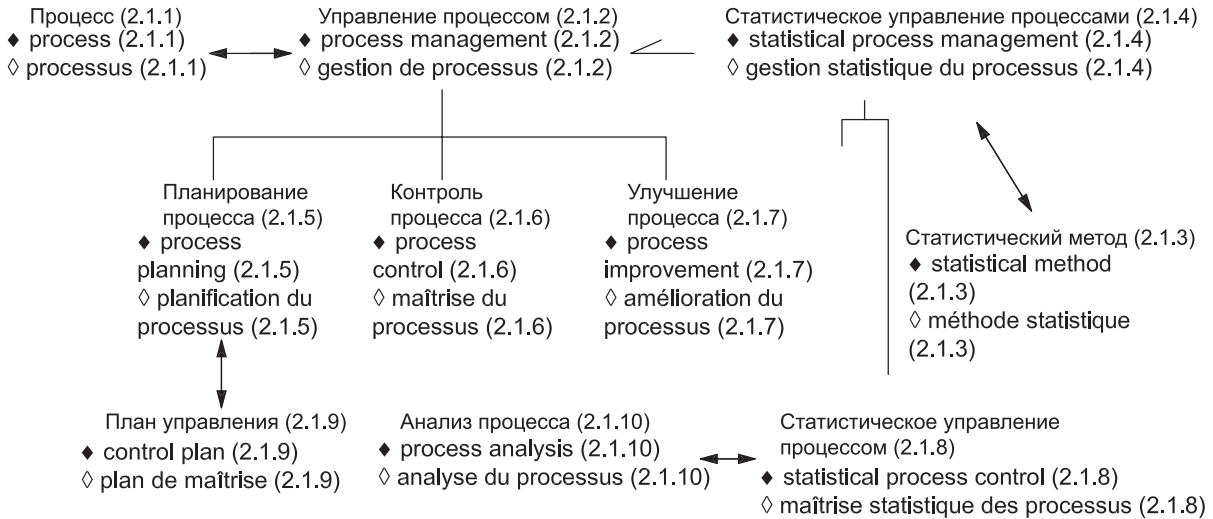 Процесс (2.1.1)
♦ process (2.1.1)
◊ processus (2.1.1)
Управление процессом (2.1.2)
♦ process management (2.1.2)
◊ gestion de processus (2.1.2)
Статистическое управление процессами (2.1.4)
♦ statistical process management (2.1.4)
◊ gestion statistique du processus (2.1.4)
Планирование
процесса (2.1.5)
♦ process
planning (2.1.5)
◊ planification du
processus (2.1.5)
Контроль
процесса (2.1.6)
♦ process
control (2.1.6)
◊ maîtrise du
processus (2.1.6)
Улучшение
процесса (2.1.7)
♦ process
improvement (2.1.7)
◊ amélioration du
processus (2.1.7)
Статистический метод (2.1.3)
♦ statistical method
(2.1.3)
◊ méthode statistique
(2.1.3)
План управления (2.1.9)
♦ control plan (2.1.9)
◊ plan de maîtrise (2.1.9)
Анализ процесса (2.1.10)
♦ process analysis (2.1.10)
◊ analyse du processus (2.1.10)
Статистическое управление
процессом (2.1.8)
♦ statistical process control (2.1.8)
◊ maîtrise statistique des processus (2.1.8)